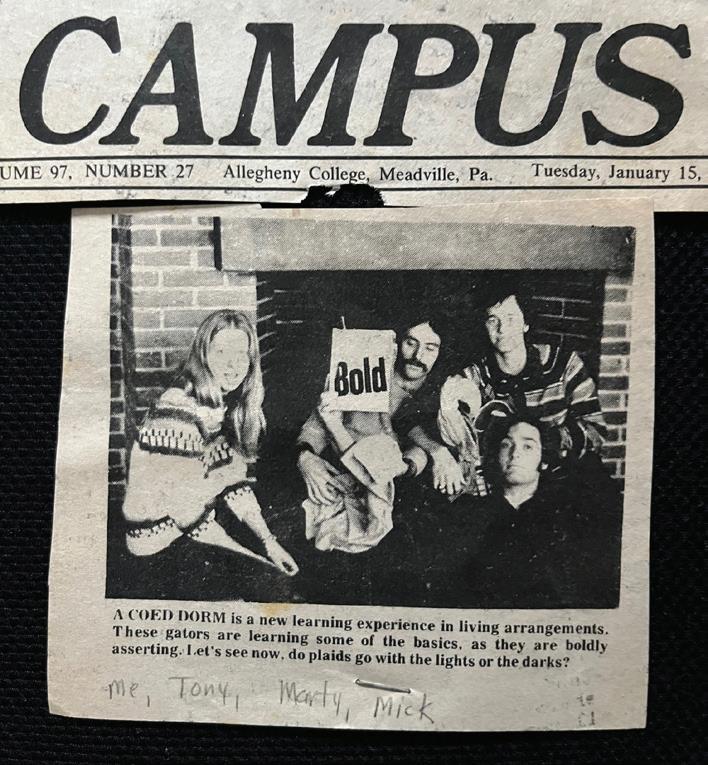 CAMPUS
UME 97, NUMBER 27 Allegheny College, Meadville, Pa. Tuesday, January 15,
Bold
A COED DORM is a new learning experience in living arrangements.
These gators are learning some of the basics, as they are boldly
asserting. Let's see now, do plaids go with the lights or the darks?
me, Tony, Marty, Mick